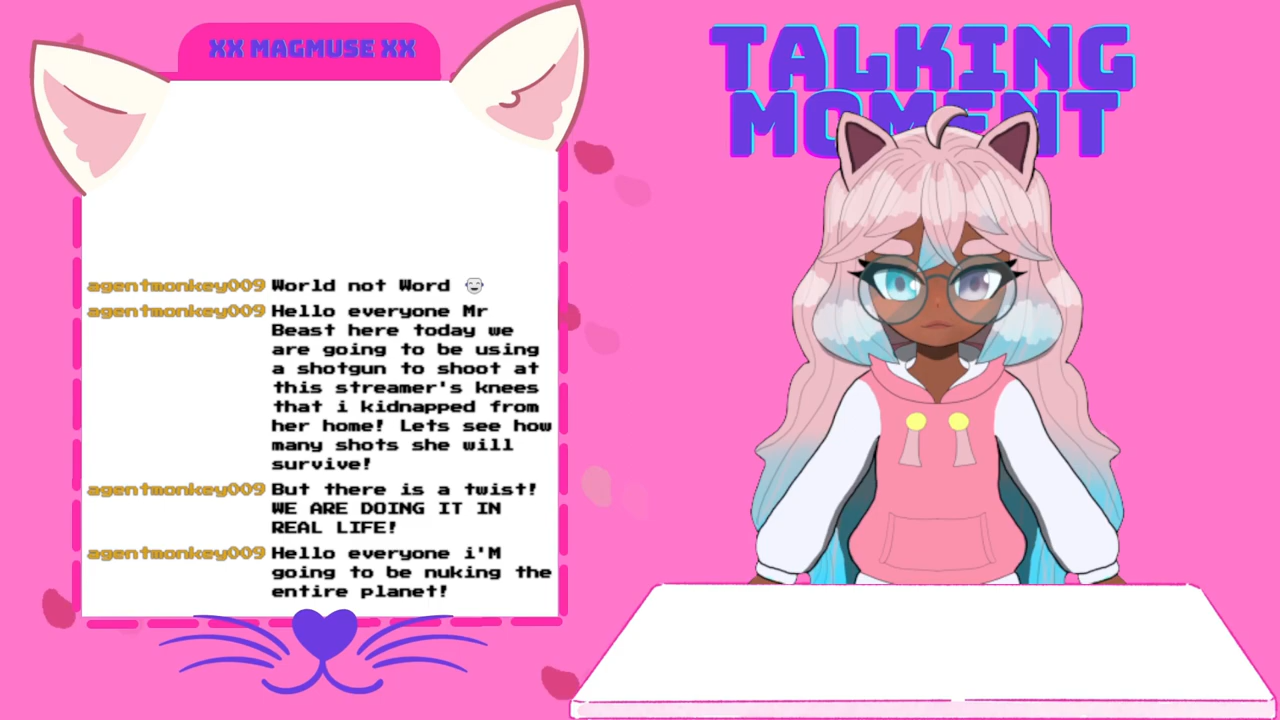 XX MAGMUSE XX
TALKING
MOMENT
agentmonkey009 World not Word
agentmonkey009 Hello everyone Mr
Beast here today we
are going to be using
a shotgun to shoot at
this streamer's knees
that i kidnapped from
her home! Lets see how
many shots she will
survive!
agentmonkey009 But there is a twist!
WE ARE DOING IT IN
REAL LIFE!
agentmonkey009 Hello everyone i'M
going to be nuking the
entire planet!